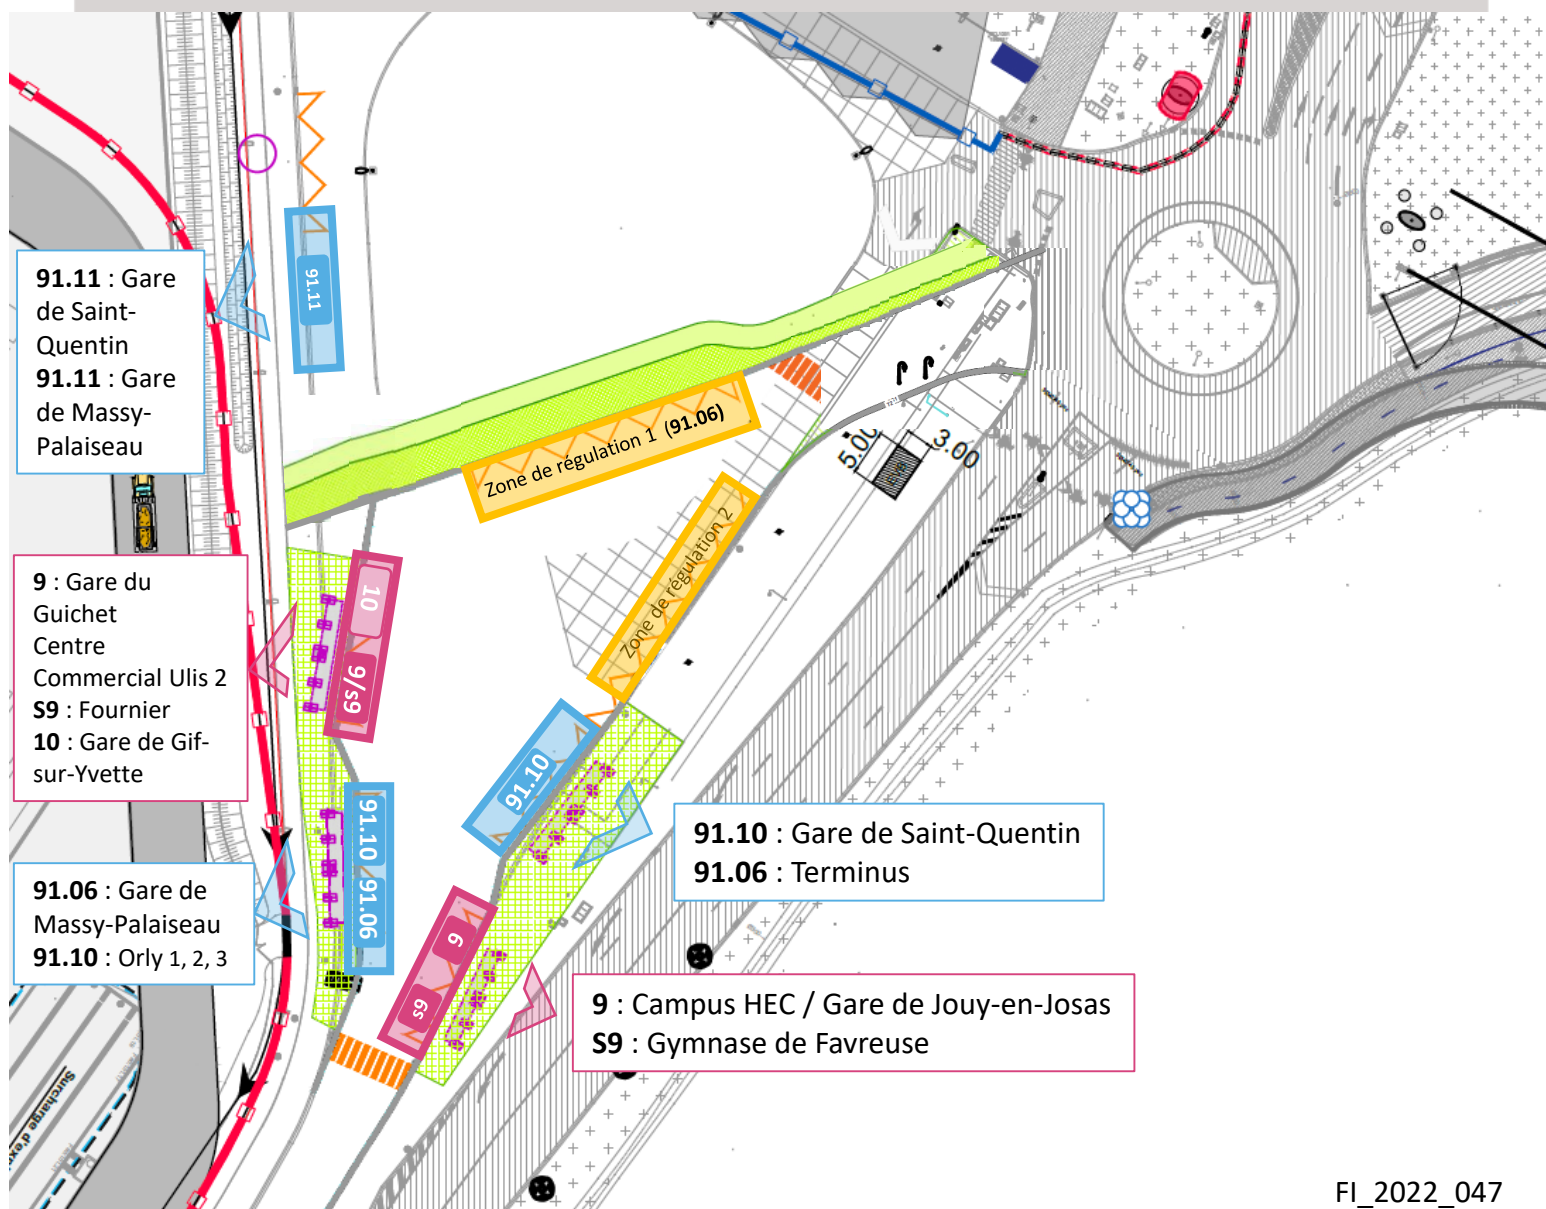 91.11 : Gare
de Saint-
Quentin
91.11 : Gare
de Massy-
Palaiseau
91.11
Zone de régulation 1 (91.06)
5.00
3.00
Zone de régulation 2
9 : Gare du
Guichet
Centre
Commercial Ulis 2
S9 : Fournier
10 : Gare de Gif-
sur-Yvette
10
9/s9
91.10
91.10
91.06
91.10 : Gare de Saint-Quentin
91.06 : Terminus
91.06 : Gare de
Massy-Palaiseau
91.10 : Orly 1, 2, 3
9
s9
9 : Campus HEC / Gare de Jouy-en-Josas
S9 : Gymnase de Favreuse
Surcharge
FI_2022_047